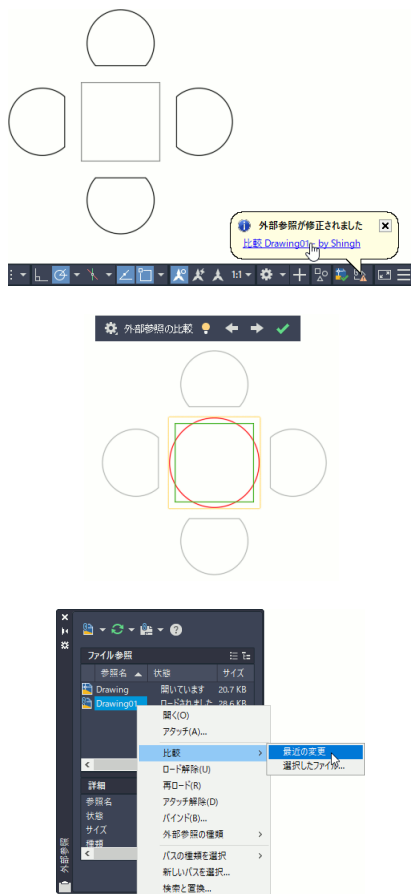 外部参照が修正されました
比較 Drawing01 - by Shingh
1:1
外部参照の比較
ファイル参照
参照名 状態 サイズ
Drawing 開いています 20.7 KB
Drawing01 ロードされました 28.6 KB
開く(O)
アタッチ(A)...
比較
最近の変更
選択したファイル...
ロード解除(U)
再ロード(R)
アタッチ解除(D)
バインド(B)...
外部参照の種類
パスの種類を選択
新しいパスを選択...
検索と置換...
詳細
参照名
状態
サイズ
種類
外部参照